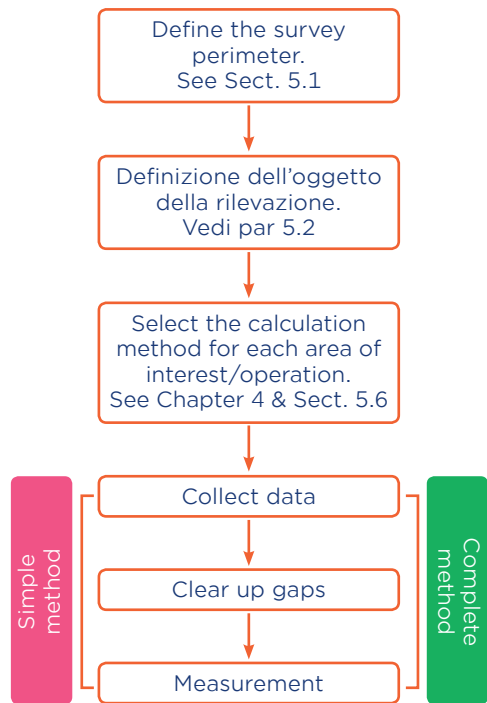 Define the survey
perimeter.
See Sect. 5.1
Definizione dell'oggetto
della rilevazione.
Vedi par 5.2
Select the calculation
method for each area of
interest/operation.
See Chapter 4 & Sect. 5.6
Simple
method
Collect data
Clear up gaps
Measurement
Complete
method